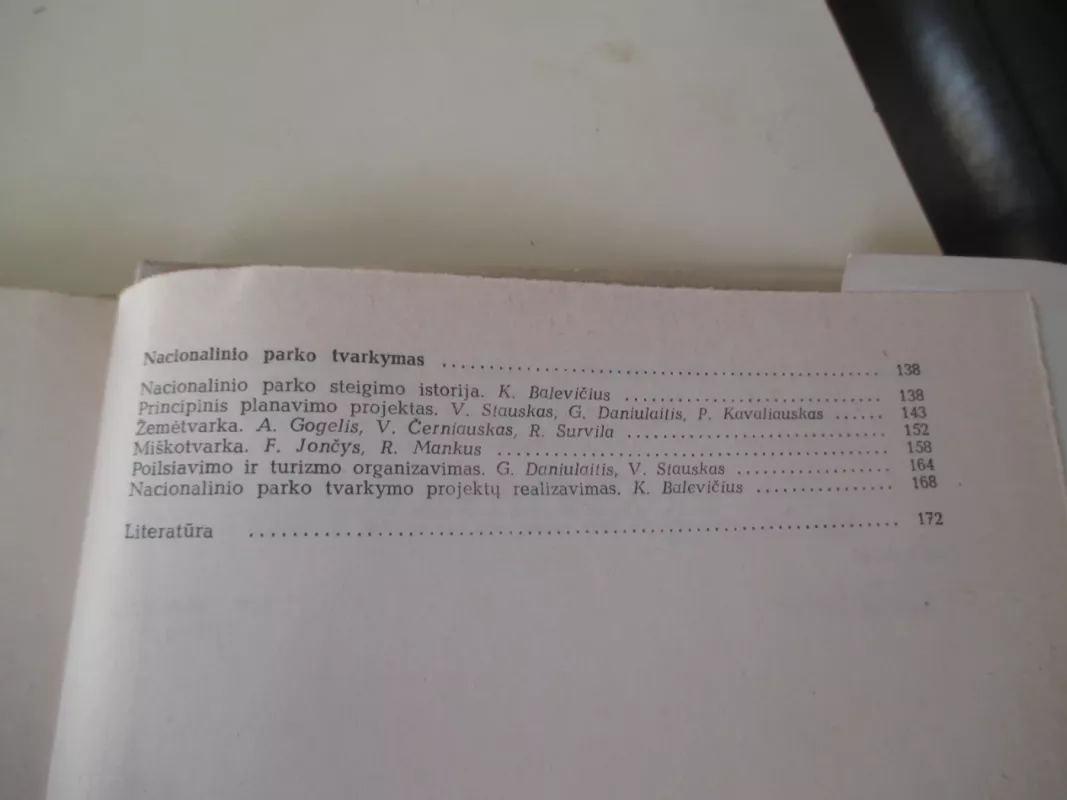 Nacionalinio parko tvarkymas .......... 138
Nacionalinio parko steigimo istorija. K. Balevičius .......... 138
Principinis planavimo projektas. V. Stauskas, G. Daniulaitis, P. Kavaliauskas ...... 143
Žemėtvarka. A. Gogelis, V. Černiauskas, R. Survila .......... 152
Miškotvarka. F. Jončys, R. Mankus .......... 158
Poilsiavimo ir turizmo organizavimas. G. Daniulaitis, V. Stauskas .......... 164
Nacionalinio parko tvarkymo projektų realizavimas. K. Balevičius .......... 168
Literatūra .......... 172